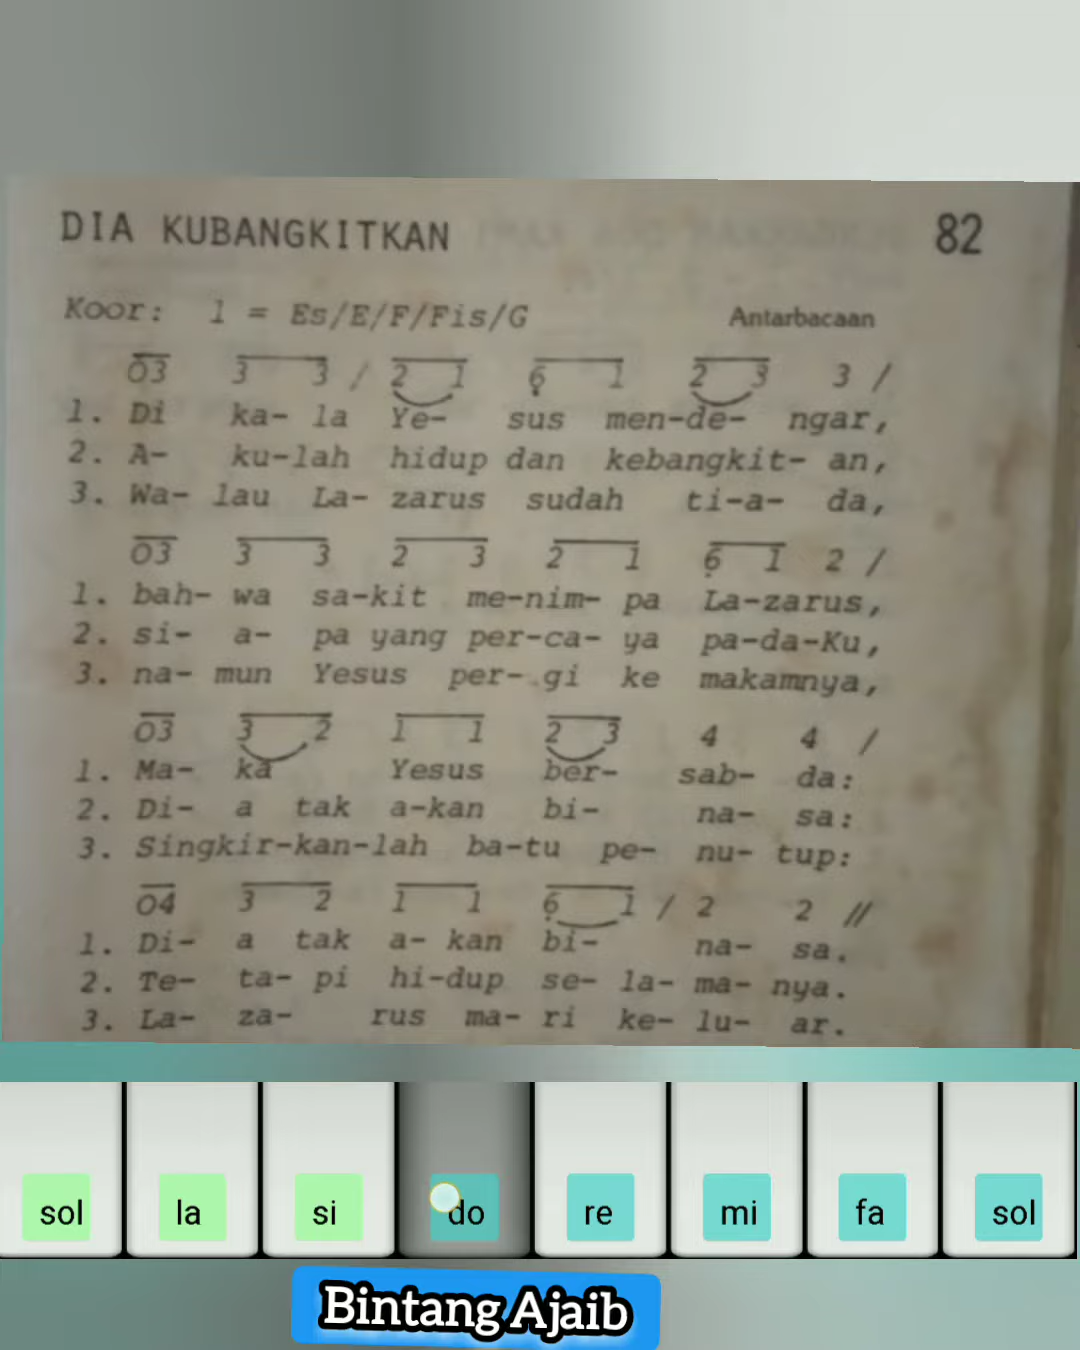 DIA KUBANGKITKAN 82
Koor: 1 = Es/E/F/Fis/G Antarbacaan
03 3 3 / 2 1 6 1 2 3 3 /
1. Di ka- la Ye- sus men-de- ngar,
2. A- ku-lah hidup dan kebangkit- an,
3. Wa- lau La- zarus sudah ti-a- da,
03 3 3 2 3 2 1 6 1 2 /
1. bah- wa sa-kit me-nim- pa La-zarus,
2. si- a- pa yang per-ca- ya pa-da-Ku,
3. na- mun Yesus per- gi ke makamnya,
03 3 2 1 1 2 3 4 4 /
1. Ma- ka Yesus ber- sab- da:
2. Di- a tak a-kan bi- na- sa:
3. Singkir-kan-lah ba-tu pe- nu- tup:
04 3 2 1 1 6 1 / 2 2 //
1. Di- a tak a- kan bi- na- sa.
2. Te- ta- pi hi-dup se- la- ma- nya.
3. La- za- rus ma- ri ke- lu- ar.
sol la si do re mi fa sol
Bintang Ajaib